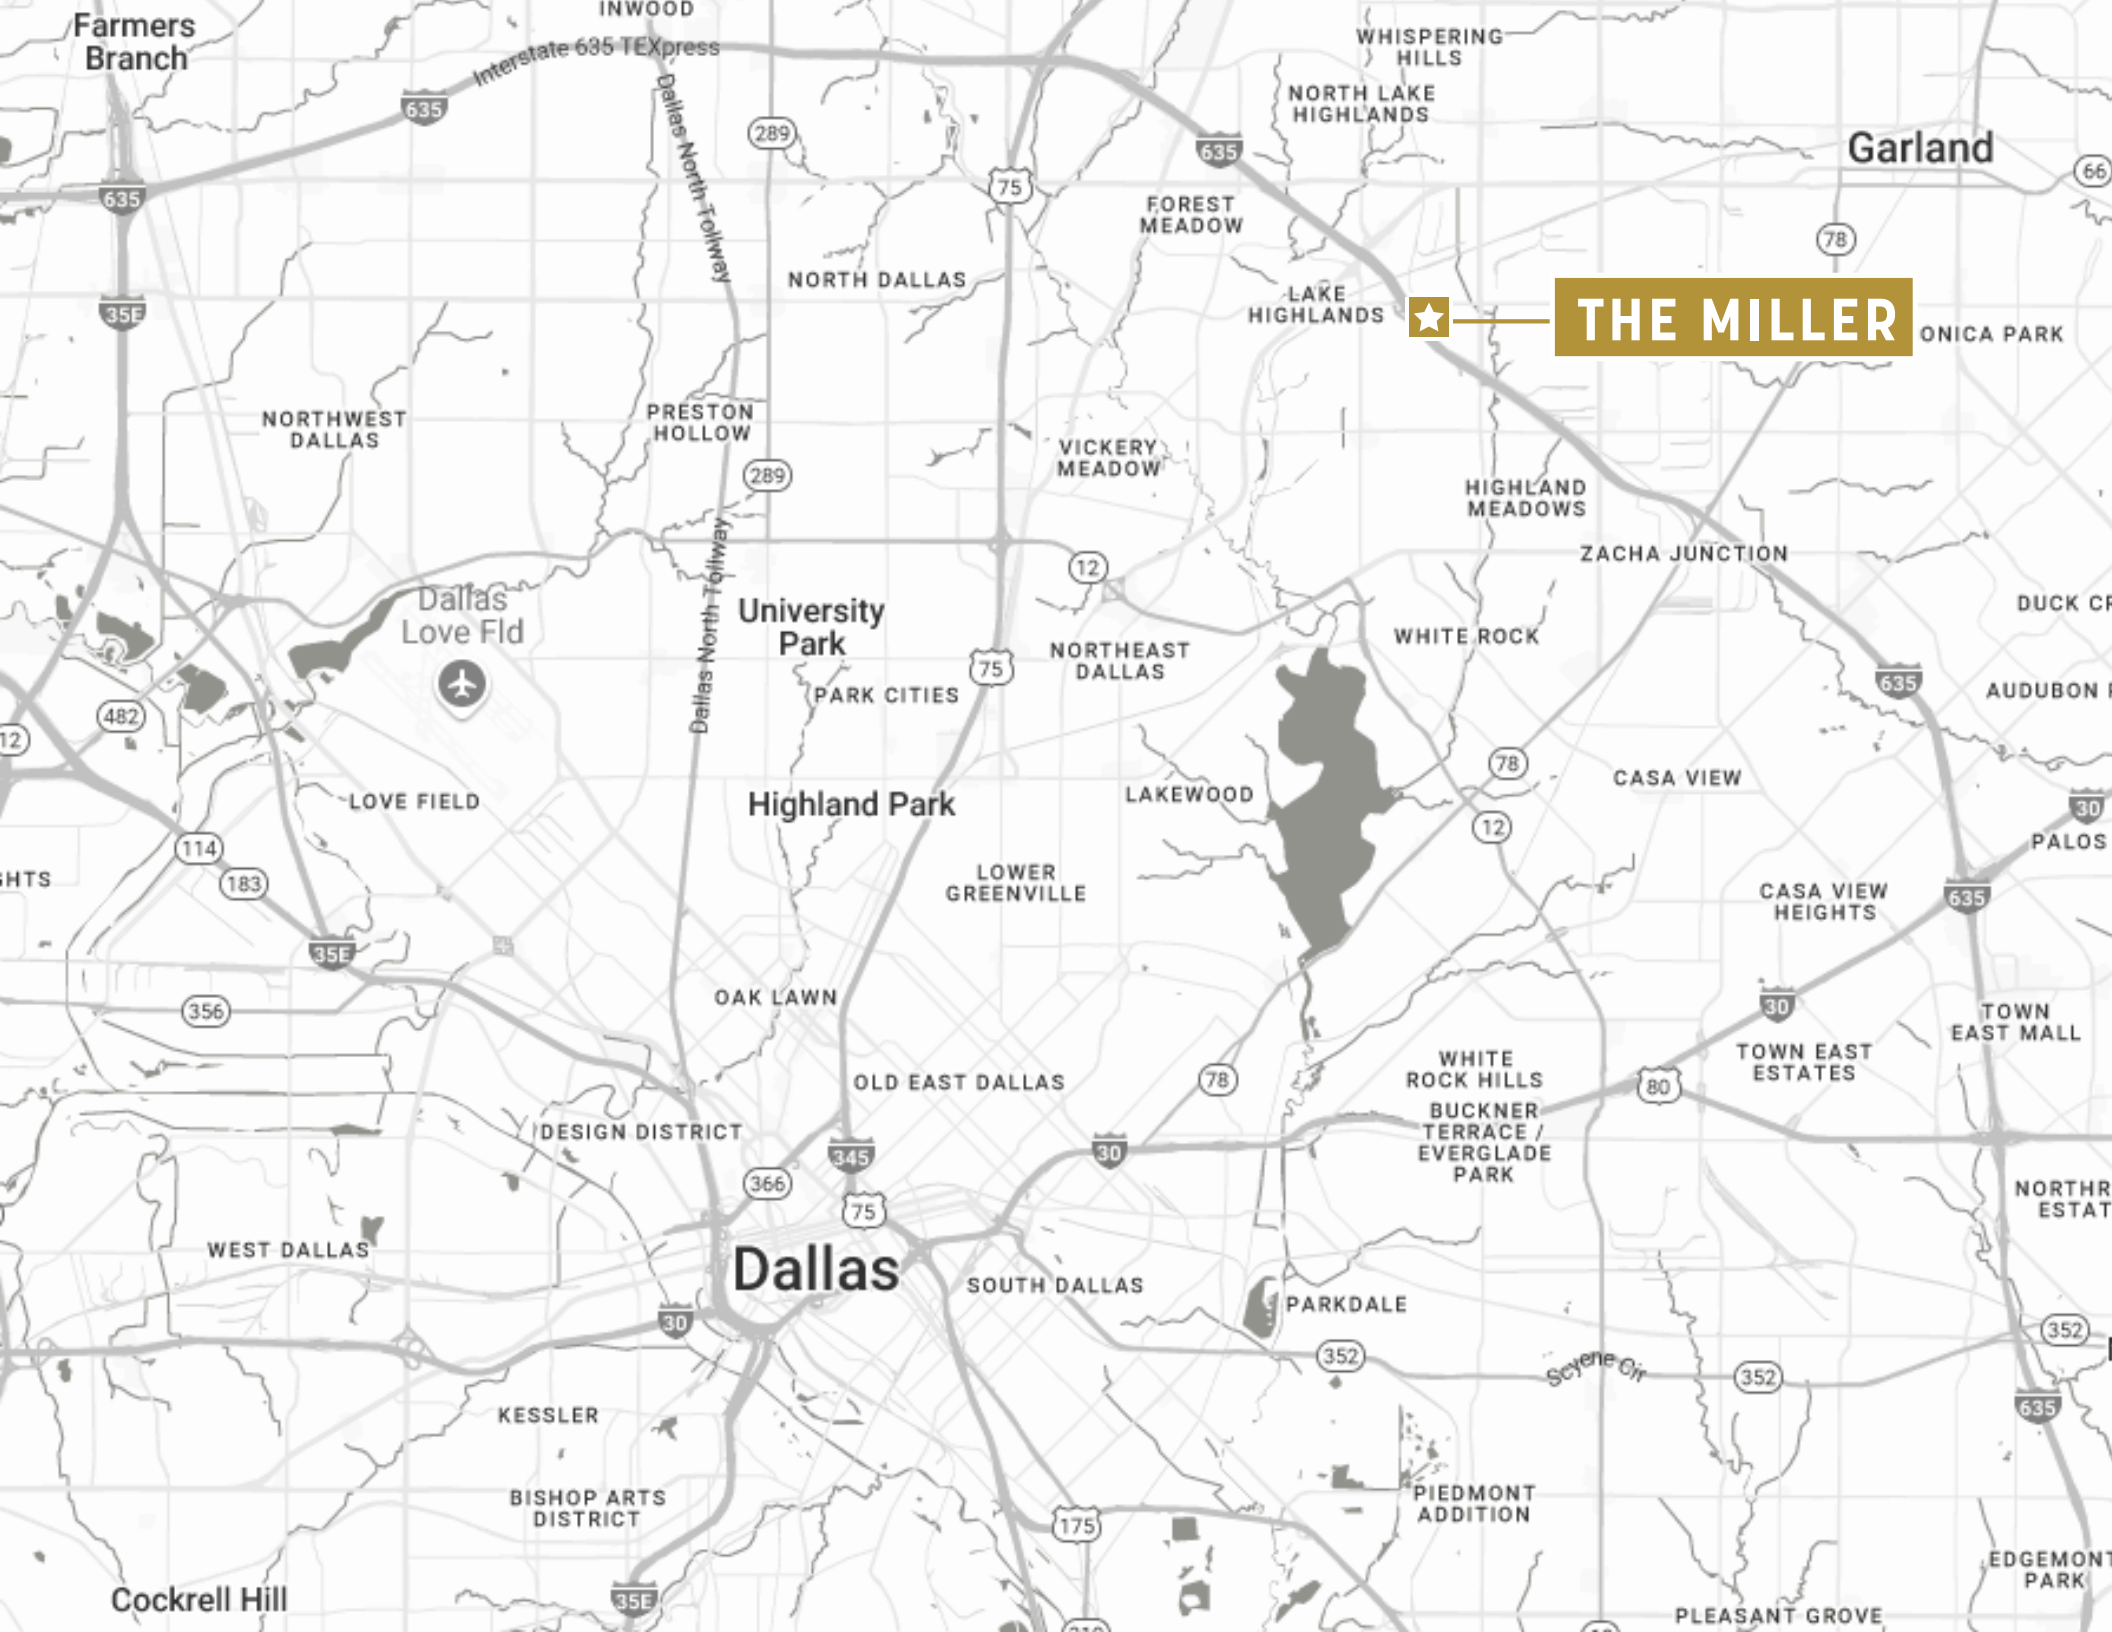 INWOOD
Farmers
Branch
Interstate 635 TEXpress
WHISPERING
HILLS
635
NORTH LAKE
HIGHLANDS
Dallas North Tollway
289
635
Garland
66
75
635
FOREST
MEADOW
78
NORTH DALLAS
LAKE
HIGHLANDS
35E
THE MILLER
ONICA PARK
NORTHWEST
DALLAS
PRESTON
HOLLOW
289
VICKERY
MEADOW
HIGHLAND
MEADOWS
ZACHA JUNCTION
12
Dallas
Love Fld
Dallas North Tollway
University
Park
DUCK CR
WHITE ROCK
NORTHEAST
DALLAS
75
635
AUDUBON
PARK CITIES
482
12
78
CASA VIEW
LOVE FIELD
Highland Park
LAKEWOOD
30
12
PALOS
114
183
GHTS
LOWER
GREENVILLE
CASA VIEW
HEIGHTS
635
35E
OAK LAWN
356
30
TOWN
EAST MALL
WHITE
ROCK HILLS
TOWN EAST
ESTATES
78
80
OLD EAST DALLAS
BUCKNER
TERRACE /
EVERGLADE
PARK
DESIGN DISTRICT
345
30
366
75
NORTHR
ESTAT
WEST DALLAS
Dallas
SOUTH DALLAS
PARKDALE
30
352
352
Scyene Cir
352
635
KESSLER
BISHOP ARTS
DISTRICT
PIEDMONT
ADDITION
175
EDGEMONT
PARK
Cockrell Hill
35E
PLEASANT GROVE